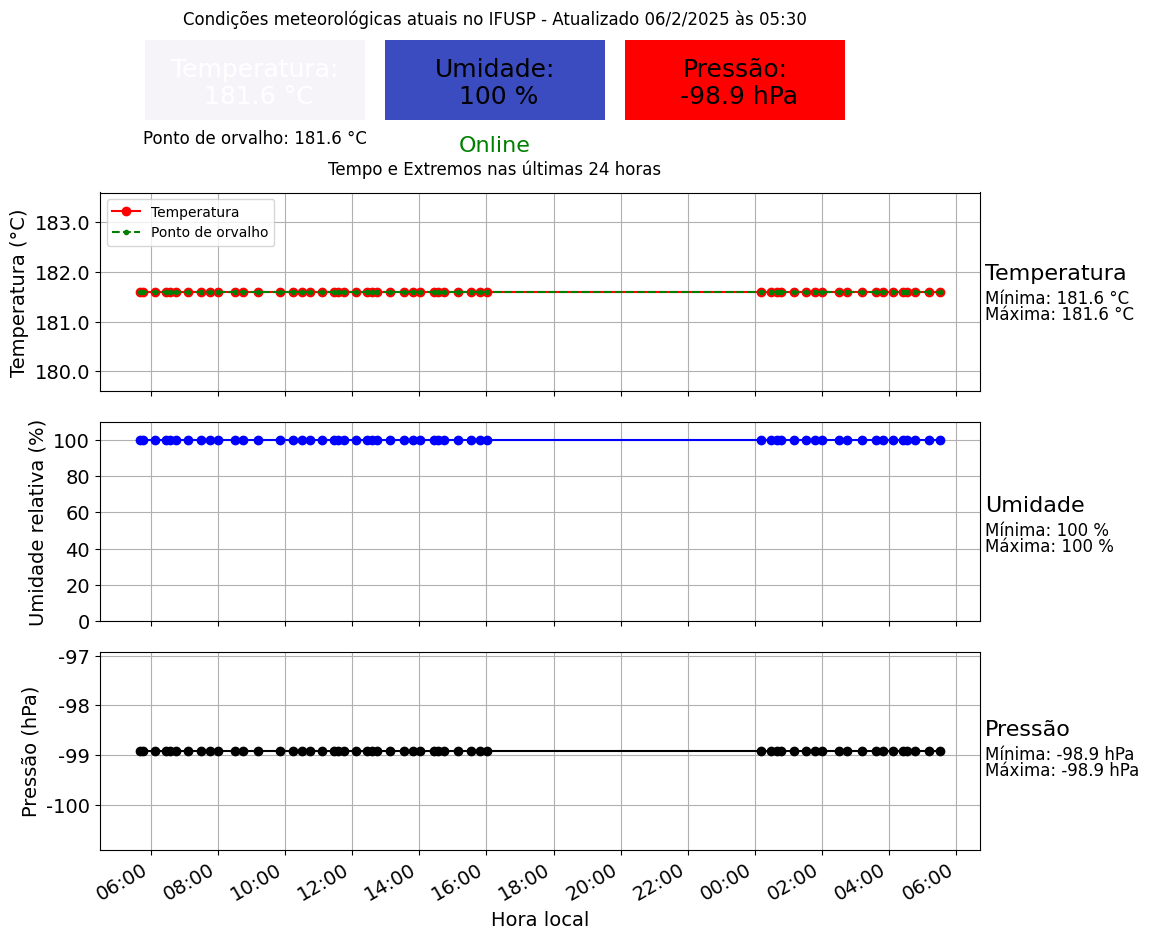 Condições meteorológicas atuais no IFUSP - Atualizado 06/2/2025 às 05:30
Temperatura:
181.6 °C
Umidade:
100 %
Pressão:
-98.9 hPa
Ponto de orvalho: 181.6 °C
Online
Tempo e Extremos nas últimas 24 horas
Temperatura (°C)
183.0
182.0
181.0
180.0
Temperatura
Ponto de orvalho
Temperatura
Mínima: 181.6 °C
Máxima: 181.6 °C
Umidade relativa (%)
100
80
60
40
20
0
Umidade
Mínima: 100 %
Máxima: 100 %
Pressão (hPa)
-97
-98
-99
-100
Pressão
Mínima: -98.9 hPa
Máxima: -98.9 hPa
06:00 08:00 10:00 12:00 14:00 16:00 18:00 20:00 22:00 00:00 02:00 04:00 06:00
Hora local